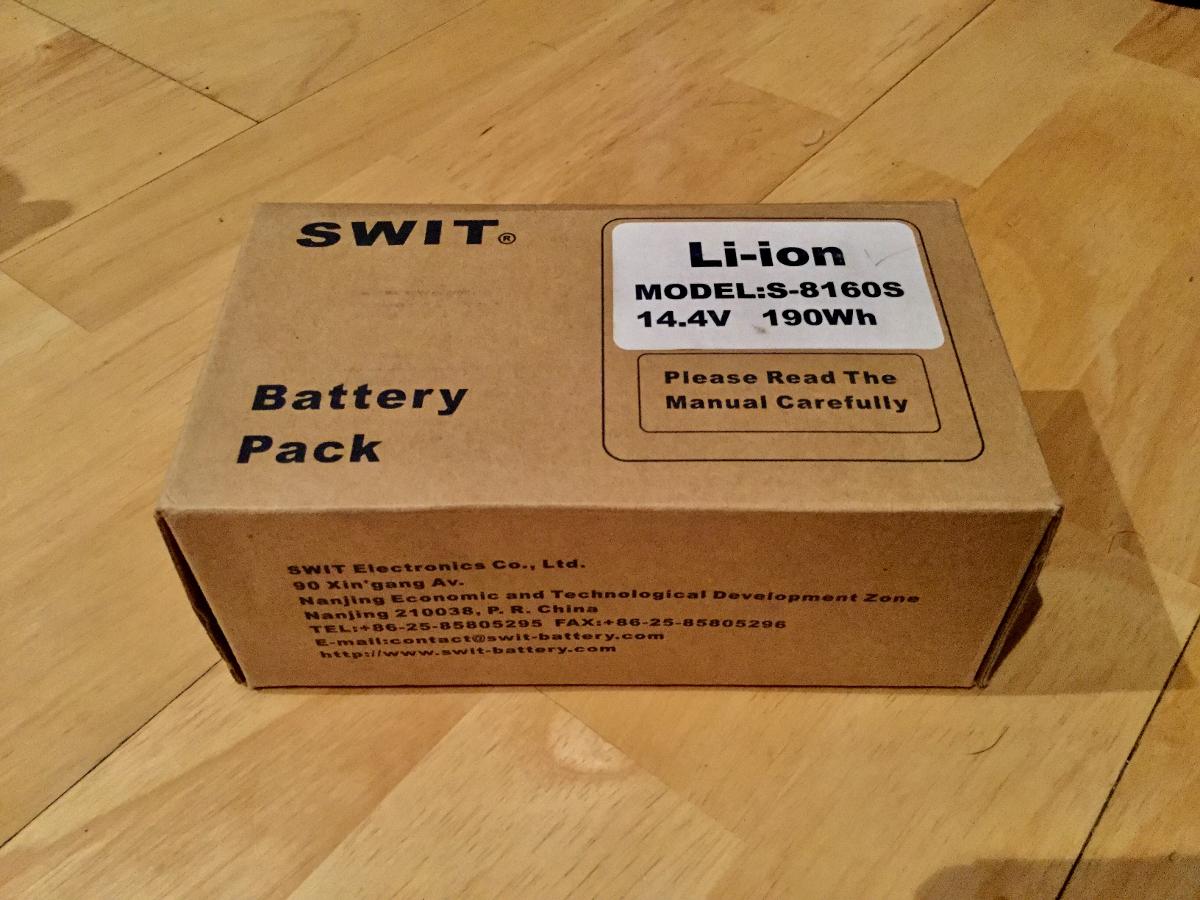 SWIT®
Li-ion
MODEL:S-8160S
14.4V 190Wh
Please Read The
Manual Carefully
Battery
Pack
SWIT Electronics Co., Ltd.
90 Xin'gang Av.
Nanjing Economic and Technological Development Zone
Nanjing 210038, P. R. China
TEL:+86-25-85805295 FAX:+86-25-85805296
E-mail:contact@swit-battery.com
http://www.swit-battery.com